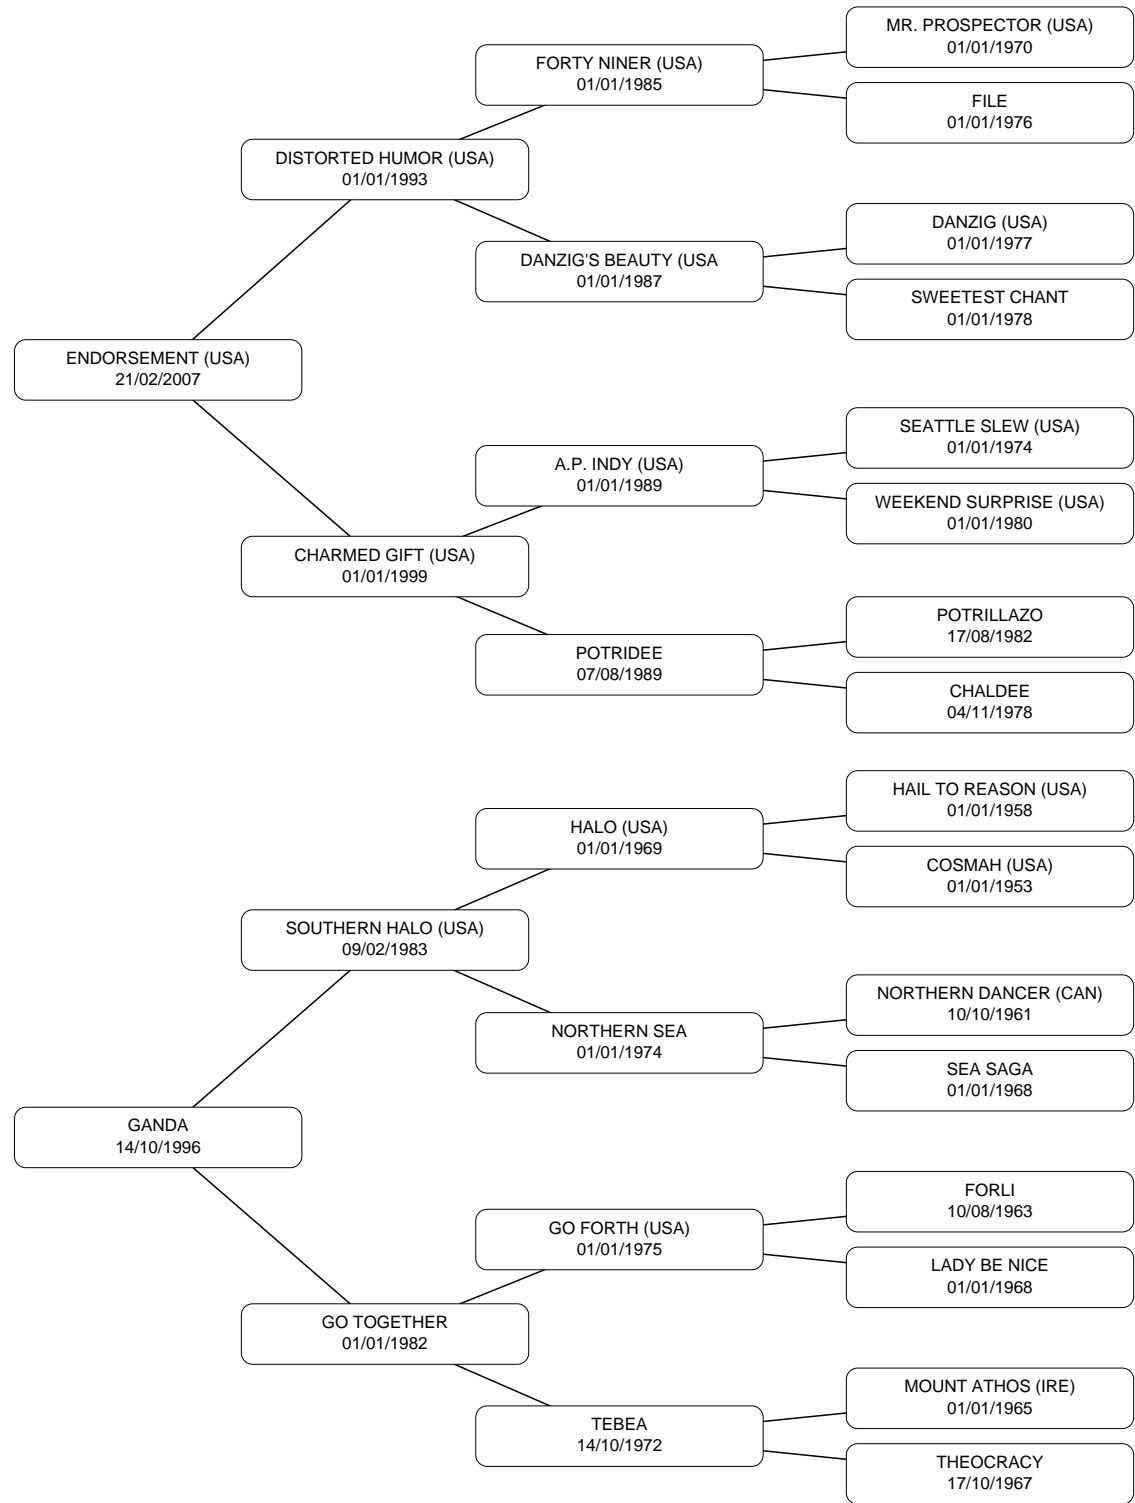 MR. PROSPECTOR (USA)
01/01/1970
FORTY NINER (USA)
01/01/1985
FILE
01/01/1976
DISTORTED HUMOR (USA)
01/01/1993
DANZIG (USA)
01/01/1977
DANZIG'S BEAUTY (USA
01/01/1987
SWEETEST CHANT
01/01/1978
ENDORSEMENT (USA)
21/02/2007
SEATTLE SLEW (USA)
01/01/1974
A.P. INDY (USA)
01/01/1989
WEEKEND SURPRISE (USA)
01/01/1980
CHARMED GIFT (USA)
01/01/1999
POTRILLAZO
17/08/1982
POTRIDEE
07/08/1989
CHALDEE
04/11/1978
HAIL TO REASON (USA)
01/01/1958
HALO (USA)
01/01/1969
COSMAH (USA)
01/01/1953
SOUTHERN HALO (USA)
09/02/1983
NORTHERN DANCER (CAN)
10/10/1961
NORTHERN SEA
01/01/1974
SEA SAGA
01/01/1968
GANDA
14/10/1996
FORLI
10/08/1963
GO FORTH (USA)
01/01/1975
LADY BE NICE
01/01/1968
GO TOGETHER
01/01/1982
MOUNT ATHOS (IRE)
01/01/1965
TEBEA
14/10/1972
THEOCRACY
17/10/1967